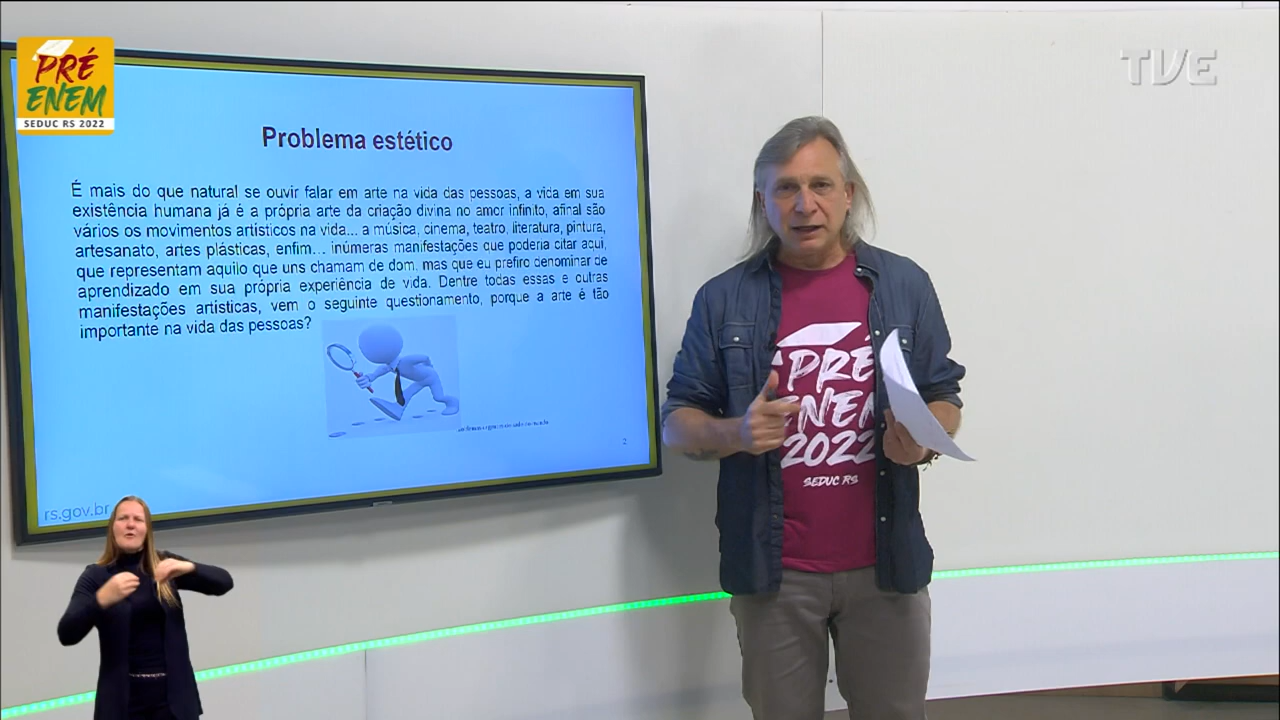 PRÉ
ENEM
SEDUC RS 2022
TVE
Problema estético
É mais do que natural se ouvir falar em arte na vida das pessoas, a vida em sua
existência humana já é a própria arte da criação divina no amor infinito, afinal são
vários os movimentos artísticos na vida... a música, cinema, teatro, literatura, pintura,
artesanato, artes plásticas, enfim... inúmeras manifestações que poderia citar aqui,
que representam aquilo que uns chamam de dom, mas que eu prefiro denominar de
aprendizado em sua própria experiência de vida. Dentre todas essas e outras
manifestações artísticas, vem o seguinte questionamento, porque a arte é tão
importante na vida das pessoas?
2
rs.gov.br
PRÉ
ENEM
2022
SEDUC RS